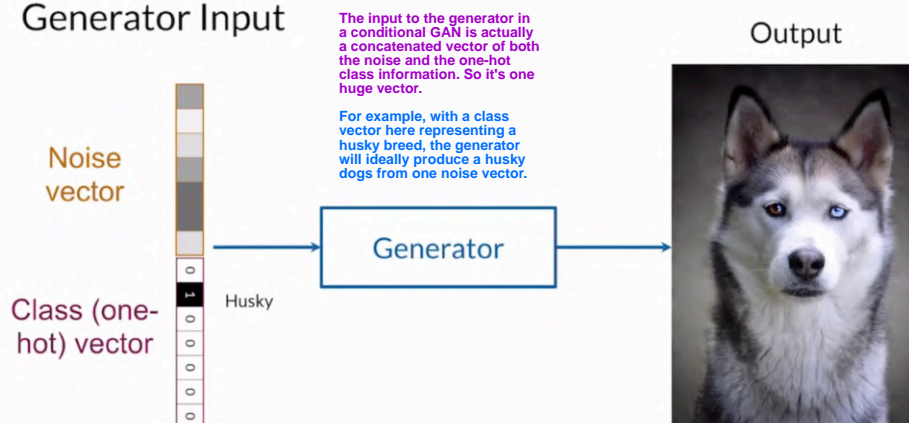 Generator Input
The input to the generator in
a conditional GAN is actually
a concatenated vector of both
the noise and the one-hot
class information. So it's one
huge vector.
For example, with a class
vector here representing a
husky breed, the generator
will ideally produce a husky
dogs from one noise vector.
Output
Noise
vector
Generator
Class (one-
hot) vector
0
1
0
0
0
0
0
Husky